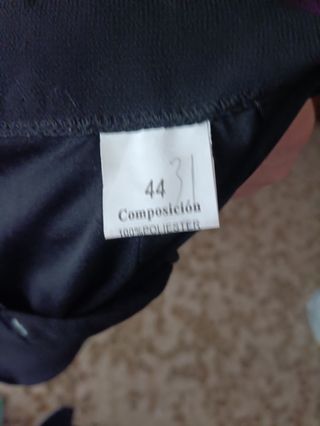 44 31
Composición
100%POLIESTER